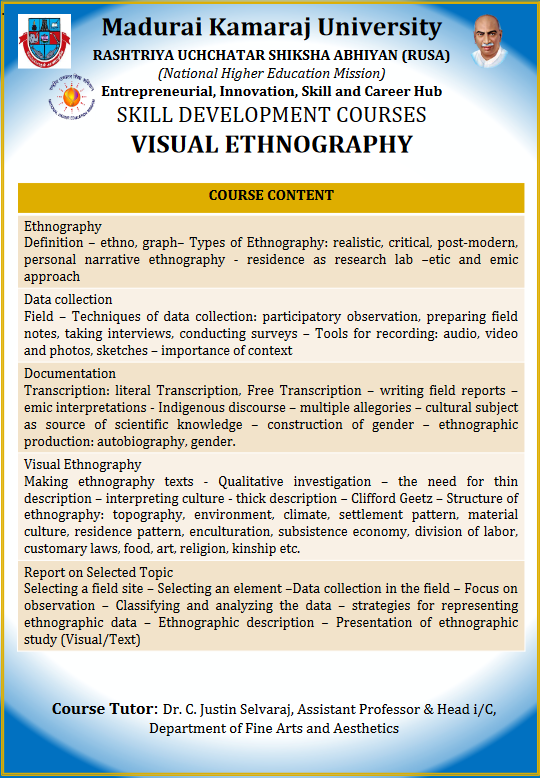 Madurai Kamaraj University
RASHTRIYA UCHCHATAR SHIKSHA ABHIYAN (RUSA)
(National Higher Education Mission)
Entrepreneurial, Innovation, Skill and Career Hub
SKILL DEVELOPMENT COURSES
VISUAL ETHNOGRAPHY
COURSE CONTENT
Ethnography
Definition – ethno, graph– Types of Ethnography: realistic, critical, post-modern,
personal narrative ethnography - residence as research lab –etic and emic
approach
Data collection
Field – Techniques of data collection: participatory observation, preparing field
notes, taking interviews, conducting surveys – Tools for recording: audio, video
and photos, sketches – importance of context
Documentation
Transcription: literal Transcription, Free Transcription – writing field reports –
emic interpretations - Indigenous discourse – multiple allegories – cultural subject
as source of scientific knowledge – construction of gender – ethnographic
production: autobiography, gender.
Visual Ethnography
Making ethnography texts - Qualitative investigation – the need for thin
description – interpreting culture - thick description – Clifford Geetz – Structure of
ethnography: topography, environment, climate, settlement pattern, material
culture, residence pattern, enculturation, subsistence economy, division of labor,
customary laws, food, art, religion, kinship etc.
Report on Selected Topic
Selecting a field site – Selecting an element –Data collection in the field – Focus on
observation – Classifying and analyzing the data – strategies for representing
ethnographic data – Ethnographic description – Presentation of ethnographic
study (Visual/Text)
Course Tutor: Dr. C. Justin Selvaraj, Assistant Professor & Head i/C,
Department of Fine Arts and Aesthetics